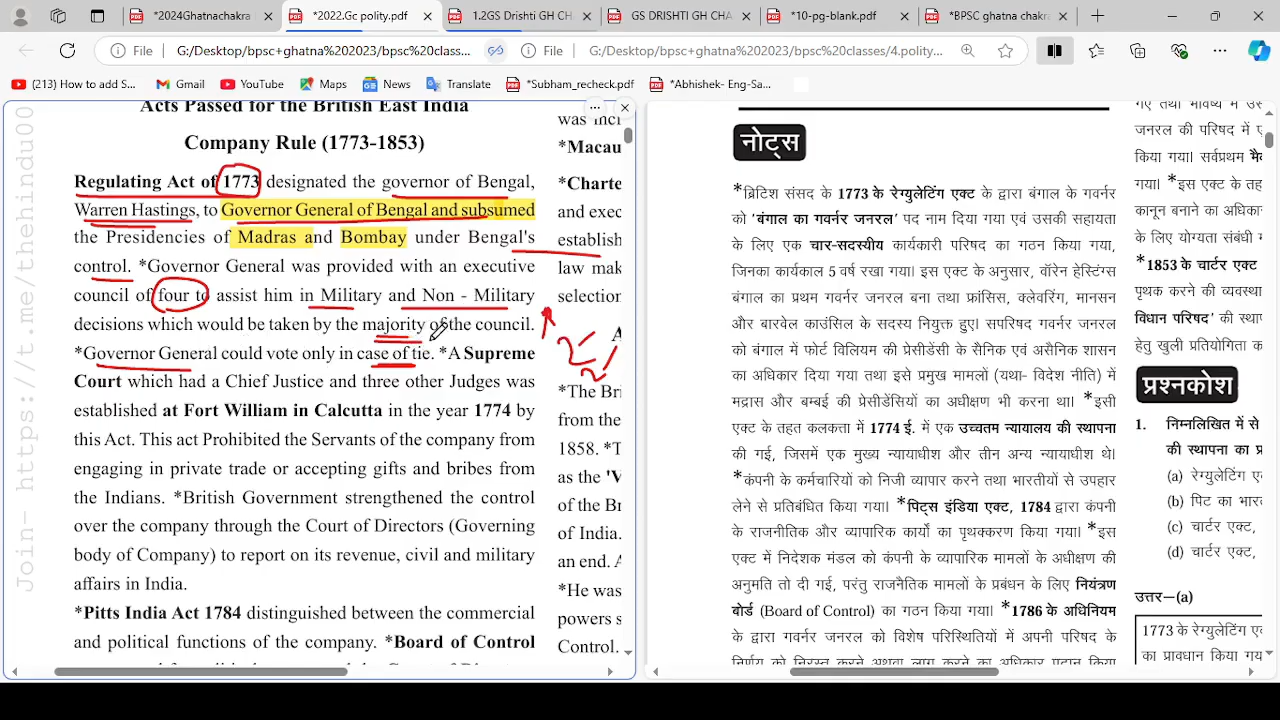 *2024Ghatnachakra
*2022.Gc polity.pdf
1.2GS Drishti GH CH
GS DRISHTI GH CHA
*10-pg-blank.pdf
*BPSC ghatna chakra
File
G:/Desktop/bpsc+ghatna%202023/bpsc%20class...
File
G:/Desktop/bpsc+ghatna%202023/bpsc%20classes/4.polity...
(213) How to add S...
Gmail
YouTube
Maps
News
Translate
*Subham_recheck.pdf
*Abhishek- Eng-Sa...
Join- https://t.me/thehindu00
Acts Passed for the British East India
Company Rule (1773-1853)
Regulating Act of 1773 designated the governor of Bengal,
Warren Hastings, to Governor General of Bengal and subsumed
the Presidencies of Madras and Bombay under Bengal's
control. *Governor General was provided with an executive
council of four to assist him in Military and Non - Military
decisions which would be taken by the majority of the council.
*Governor General could vote only in case of tie. *A Supreme
Court which had a Chief Justice and three other Judges was
established at Fort William in Calcutta in the year 1774 by
this Act. This act Prohibited the Servants of the company from
engaging in private trade or accepting gifts and bribes from
the Indians. *British Government strengthened the control
over the company through the Court of Directors (Governing
body of Company) to report on its revenue, civil and military
affairs in India.
*Pitts India Act 1784 distinguished between the commercial
and political functions of the company. *Board of Control
was incl
*Macau
*Charte
and exec
establish
law mak
selection
2
2
A
*The Bri
from the
1858. *T
as the 'V
of the Br
of India.
an end. A
*He was
powers s
Control.
नोट्स
*ब्रिटिश संसद के 1773 के रेग्युलेटिंग एक्ट के द्वारा बंगाल के गवर्नर
को 'बंगाल का गवर्नर जनरल' पद नाम दिया गया एवं उसकी सहायता
के लिए एक चार-सदस्यीय कार्यकारी परिषद का गठन किया गया,
जिनका कार्यकाल 5 वर्ष रखा गया। इस एक्ट के अनुसार, वॉरेन हेस्टिंग्स
बंगाल का प्रथम गवर्नर जनरल बना तथा फ्रांसिस, क्लेवरिंग, मानसन
और बारवेल काउंसिल के सदस्य नियुक्त हुए। सपरिषद गवर्नर जनरल
को बंगाल में फोर्ट विलियम की प्रेसीडेंसी के सैनिक एवं असैनिक शासन
का अधिकार दिया गया तथा इसे प्रमुख मामलों (यथा- विदेश नीति) में
मद्रास और बम्बई की प्रेसीडेंसियों का अधीक्षण भी करना था। *इसी
एक्ट के तहत कलकत्ता में 1774 ई. में एक उच्चतम न्यायालय की स्थापना
की गई, जिसमें एक मुख्य न्यायाधीश और तीन अन्य न्यायाधीश थे।
*कंपनी के कर्मचारियों को निजी व्यापार करने तथा भारतीयों से उपहार
लेने से प्रतिबंधित किया गया। *पिट्स इंडिया एक्ट, 1784 द्वारा कंपनी
के राजनीतिक और व्यापारिक कार्यों का पृथक्करण किया गया। *इस
एक्ट में निदेशक मंडल को कंपनी के व्यापारिक मामलों के अधीक्षण की
अनुमति तो दी गई, परंतु राजनैतिक मामलों के प्रबंधन के लिए नियंत्रण
बोर्ड (Board of Control) का गठन किया गया। *1786 के अधिनियम
के द्वारा गवर्नर जनरल को विशेष परिस्थितियों में अपनी परिषद के
निर्णय को निरस्त करने अथवा लागू करने का अधिकार प्रदान किया
गए तथा भविष्य में
जनरल की परिषद में ए
किया गया। सर्वप्रथम मै
गया। *इस एक्ट के तह
कानून बनाने का अधिका
के लिए योग्यता संबंधी
*1853 के चार्टर एक्ट
पृथक करने की व्यवस्था
विधान परिषद' की स्था
हेतु खुली प्रतियोगिता क
प्रश्नकोश
1. निम्नलिखित में से
की स्थापना का प्र
(a) रेग्युलेटिंग ए
(b) पिट का भार
(c) चार्टर एक्ट,
(d) चार्टर एक्ट,
उत्तर-(a)
1773 के रेग्युलेटिंग ए
का प्रावधान किया गय